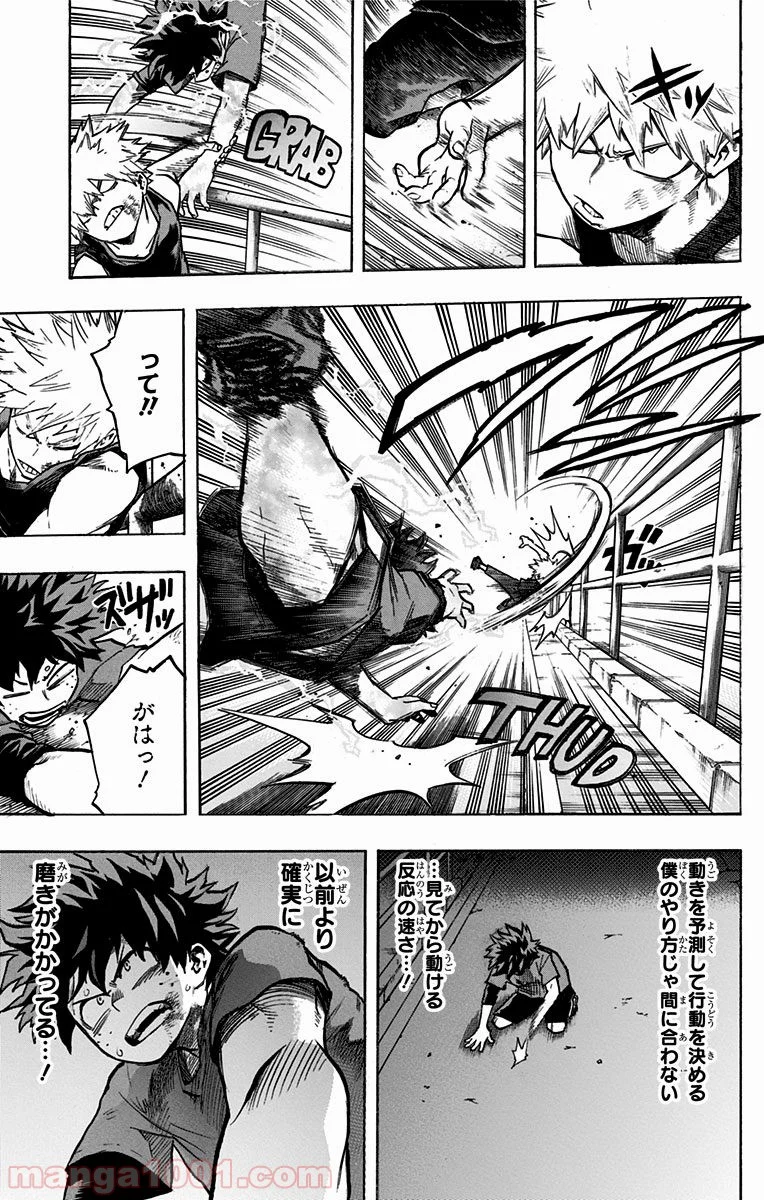 GRAB
って!!
ガッ
THUD
ズザッ
がはっ!
動きを予測して行動を決める
僕のやり方じゃ間に合わない
…見てから動ける
反応の速さ…!
以前より
確実に
磨きがかかってる…!
manga1001.com